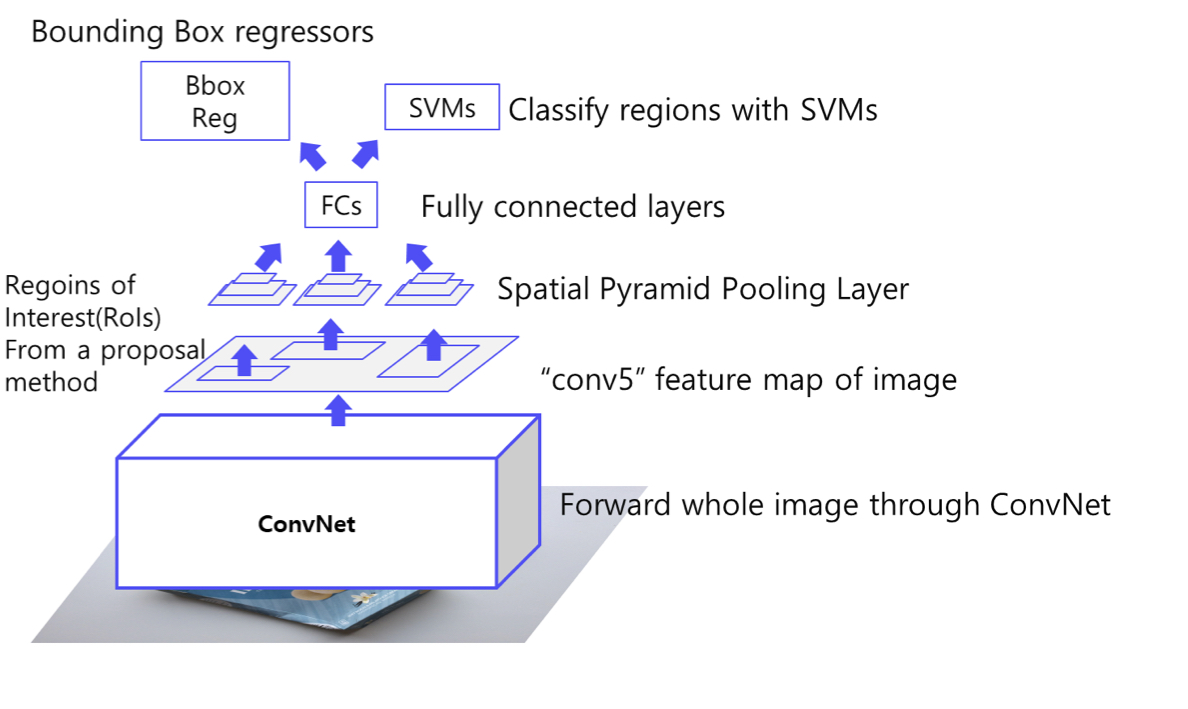 Bounding Box regressors
Bbox
Reg
SVMs
Classify regions with SVMs
FCs
Fully connected layers
Regoins of
Interest(RoIs)
From a proposal
method
Spatial Pyramid Pooling Layer
“conv5” feature map of image
ConvNet
Forward whole image through ConvNet